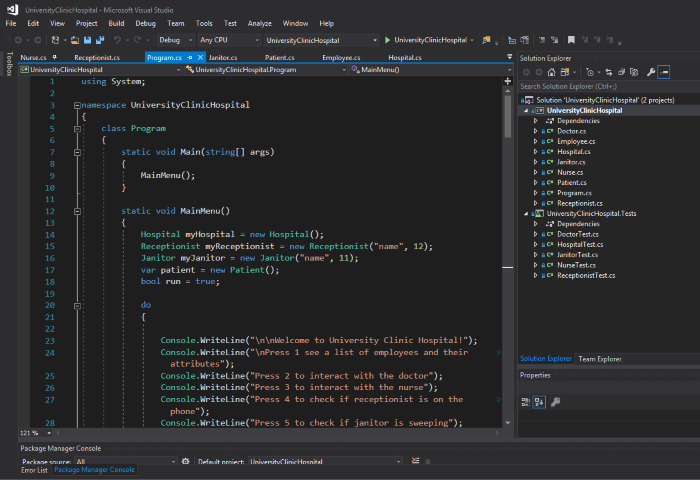 UniversityClinicHospital - Microsoft Visual Studio
File Edit View Project Build Debug Team Tools Test Analyze Window Help
Debug Any CPU UniversityClinicHospital UniversityClinicHospital
Toolbox
Nurse.cs Receptionist.cs Program.cs Janitor.cs Patient.cs Employee.cs Hospital.cs
UniversityClinicHospital UniversityClinicHospital.Program MainMenu()
1 using System;
2
3 namespace UniversityClinicHospital
4 {
5 class Program
6 {
7 static void Main(string[] args)
8 {
9 MainMenu();
10 }
11
12 static void MainMenu()
13 {
14 Hospital myHospital = new Hospital();
15 Receptionist myReceptionist = new Receptionist("name", 12);
16 Janitor myJanitor = new Janitor("name", 11);
17 var patient = new Patient();
18 bool run = true;
19
20 do
21 {
22
23 Console.WriteLine("\n\nWelcome to University Clinic Hospital!");
24 Console.WriteLine("\nPress 1 see a list of employees and their
attributes");
25 Console.WriteLine("Press 2 to interact with the doctor");
26 Console.WriteLine("Press 3 to interact with the nurse");
27 Console.WriteLine("Press 4 to check if receptionist is on the
phone");
28 Console.WriteLine("Press 5 to check if janitor is sweeping");
121 %
Package Manager Console
Package source: All Default project: UniversityClinicHospital
Error List Package Manager Console
Solution Explorer
Search Solution Explorer (Ctrl+;)
Solution 'UniversityClinicHospital' (2 projects)
UniversityClinicHospital
Dependencies
Doctor.cs
Employee.cs
Hospital.cs
Janitor.cs
Nurse.cs
Patient.cs
Program.cs
Receptionist.cs
UniversityClinicHospital.Tests
Dependencies
DoctorTest.cs
HospitalTest.cs
JanitorTest.cs
NurseTest.cs
ReceptionistTest.cs
Solution Explorer Team Explorer
Properties